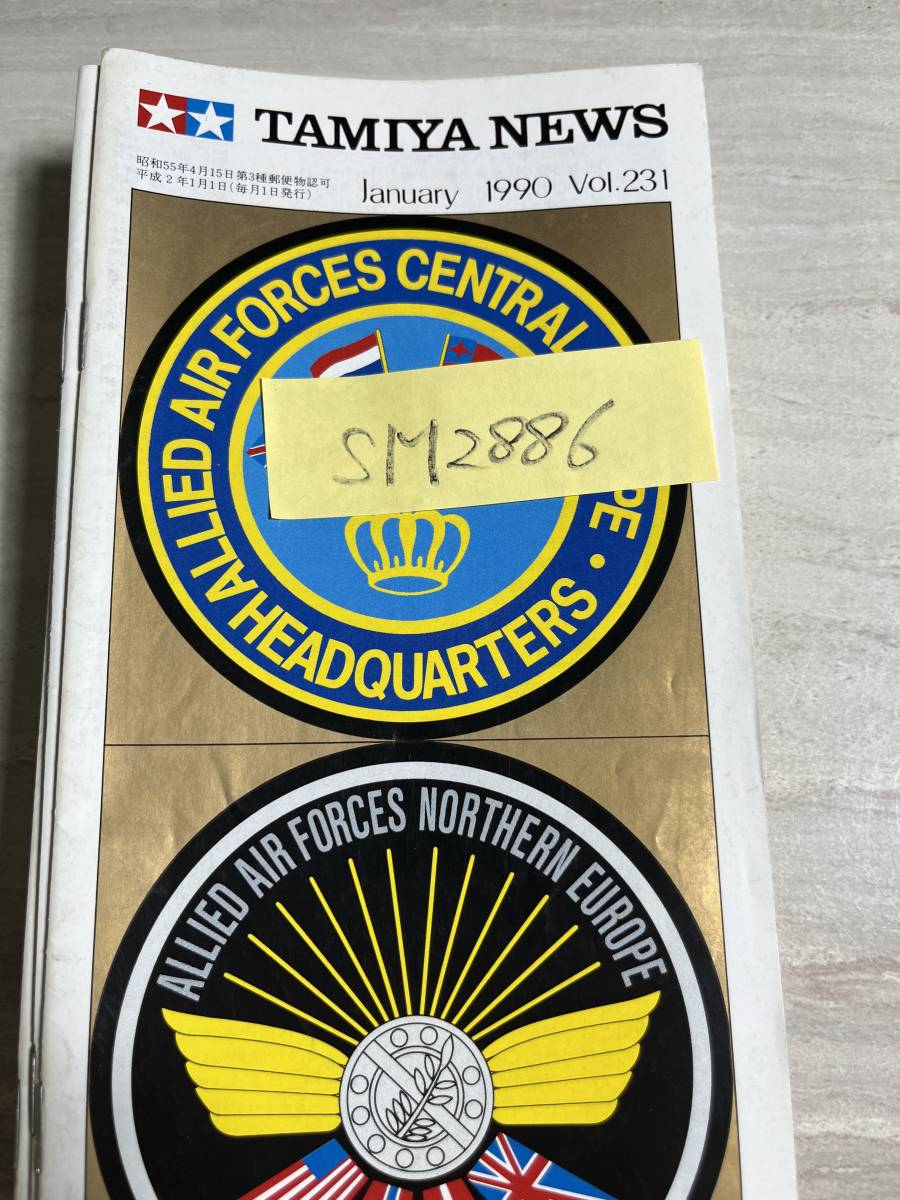 TAMIYA NEWS
昭和55年4月15日第3種郵便物認可
平成2年1月1日(毎月1日発行)
January 1990 Vol.231
ALLIED AIR FORCES CENTRAL
HEADQUARTERS
SM2886
ALLIED AIR FORCES NORTHERN EUROPE